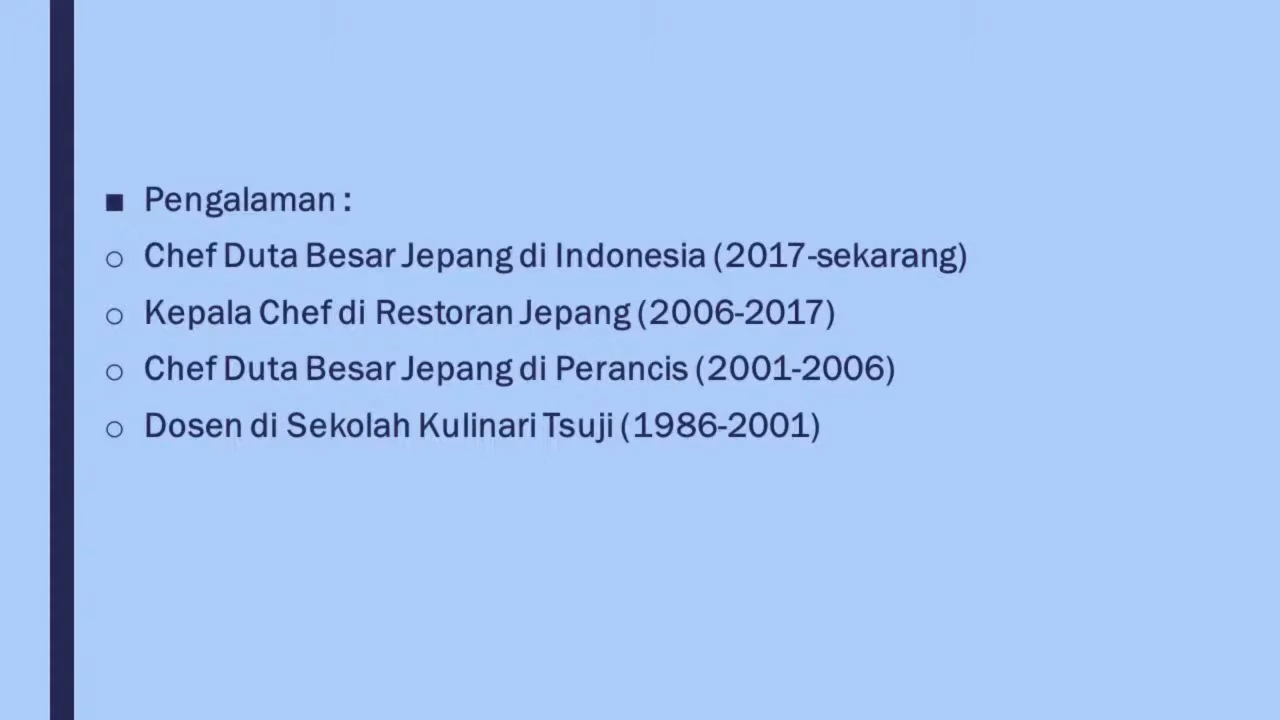 Pengalaman :
Chef Duta Besar Jepang di Indonesia (2017-sekarang)
Kepala Chef di Restoran Jepang (2006-2017)
Chef Duta Besar Jepang di Perancis (2001-2006)
Dosen di Sekolah Kulinari Tsuji (1986-2001)